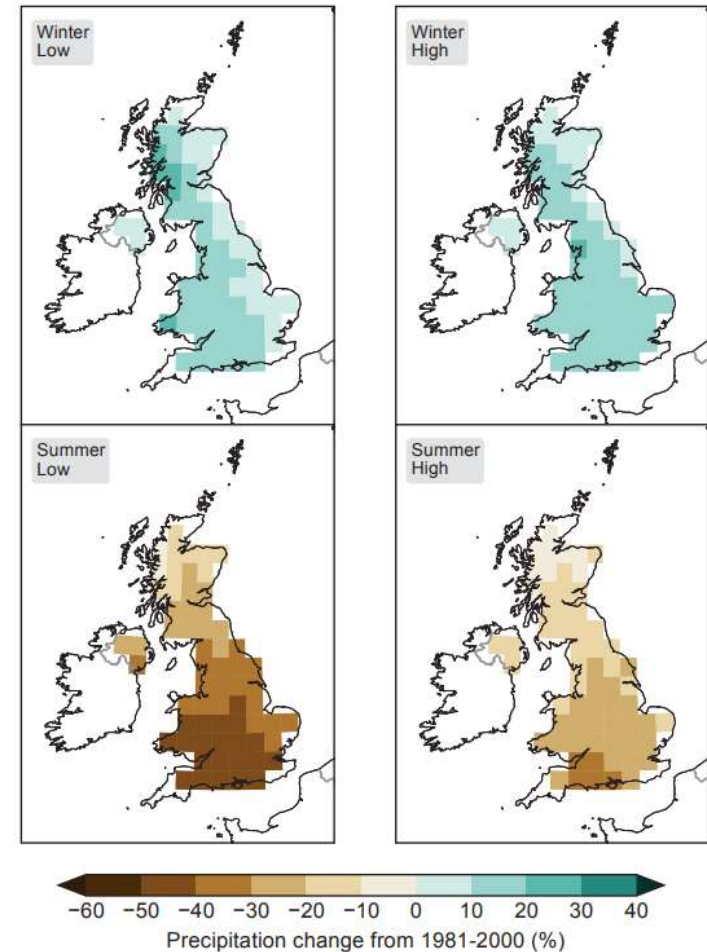 Winter
Low
Winter
High
Summer
Low
Summer
High
−60 −50 −40 −30 −20 −10 0 10 20 30 40
Precipitation change from 1981-2000 (%)